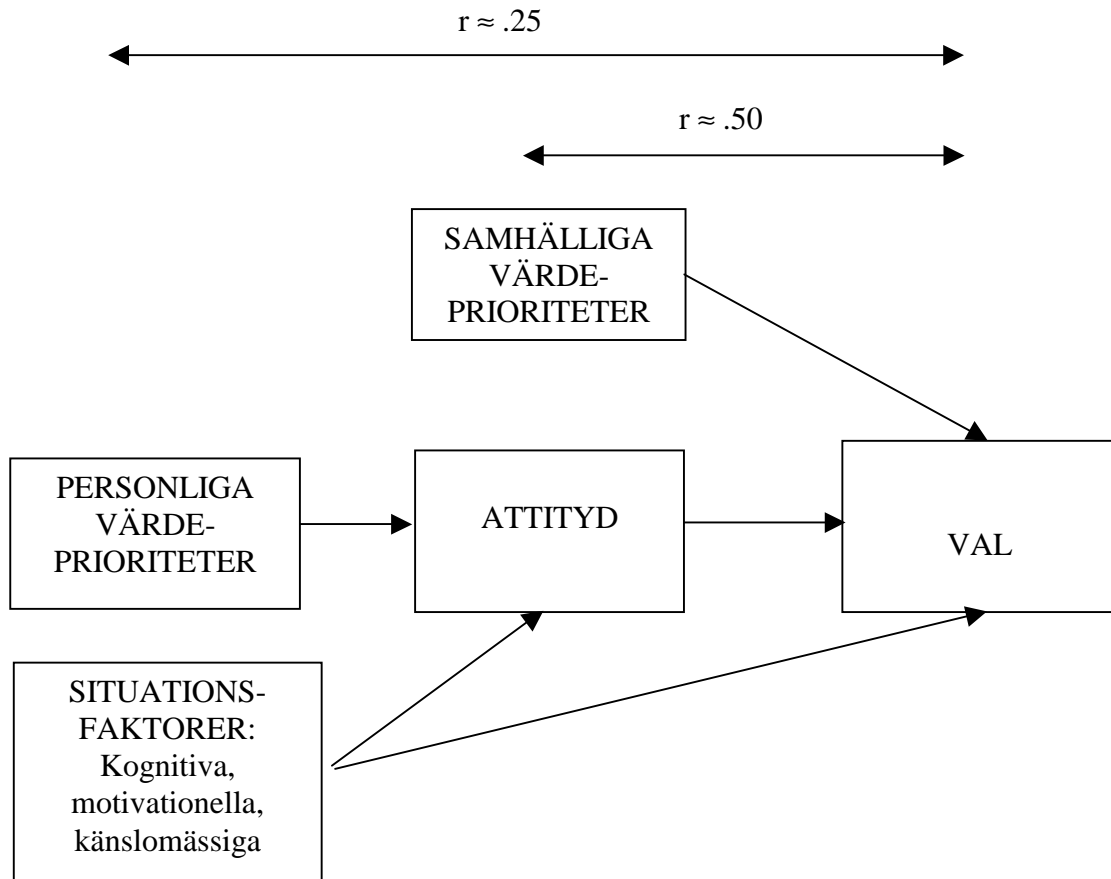 r ≈ .25
r ≈ .50
SAMHÄLLIGA
VÄRDE-
PRIORITETER
PERSONLIGA
VÄRDE-
PRIORITETER
ATTITYD
VAL
SITUATIONS-
FAKTORER:
Kognitiva,
motivationella,
känslomässiga